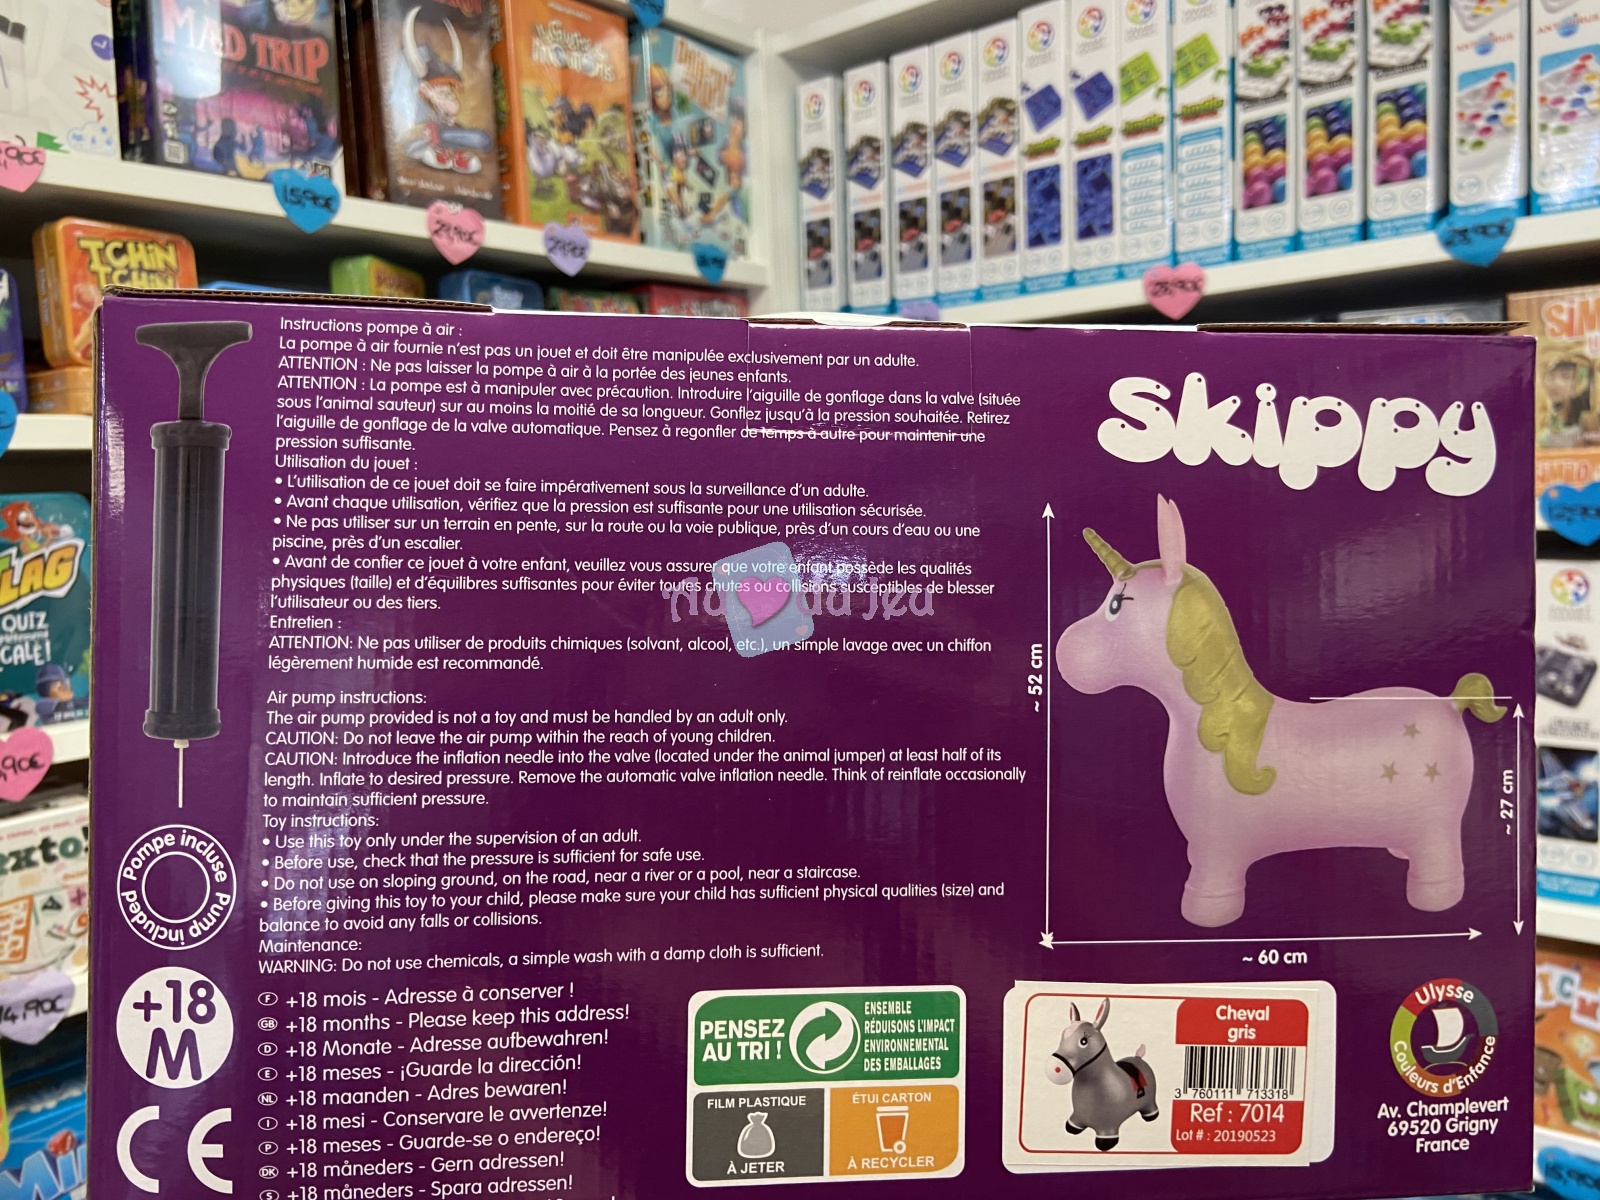 MAD TRIP
15,90€
29,90€
29,90€
28,90€
TCHIN
TCHIN
FLAG
QUIZ
14,90€
Instructions pompe à air :
La pompe à air fournie n'est pas un jouet et doit être manipulée exclusivement par un adulte.
ATTENTION : Ne pas laisser la pompe à air à la portée des jeunes enfants.
ATTENTION : La pompe est à manipuler avec précaution. Introduire l'aiguille de gonflage dans la valve (située
sous l'animal sauteur) sur au moins la moitié de sa longueur. Gonflez jusqu'à la pression souhaitée. Retirez
l'aiguille de gonflage de la valve automatique. Pensez à regonfler de temps à autre pour maintenir une
pression suffisante.
Utilisation du jouet :
• L'utilisation de ce jouet doit se faire impérativement sous la surveillance d'un adulte.
• Avant chaque utilisation, vérifiez que la pression est suffisante pour une utilisation sécurisée.
• Ne pas utiliser sur un terrain en pente, sur la route ou la voie publique, près d'un cours d'eau ou une
piscine, près d'un escalier.
• Avant de confier ce jouet à votre enfant, veuillez vous assurer que votre enfant possède les qualités
physiques (taille) et d'équilibres suffisantes pour éviter toutes chutes ou collisions susceptibles de blesser
l'utilisateur ou des tiers.
Entretien :
ATTENTION: Ne pas utiliser de produits chimiques (solvant, alcool, etc.), un simple lavage avec un chiffon
légèrement humide est recommandé.
Air pump instructions:
The air pump provided is not a toy and must be handled by an adult only.
CAUTION: Do not leave the air pump within the reach of young children.
CAUTION: Introduce the inflation needle into the valve (located under the animal jumper) at least half of its
length. Inflate to desired pressure. Remove the automatic valve inflation needle. Think of reinflate occasionally
to maintain sufficient pressure.
Toy instructions:
• Use this toy only under the supervision of an adult.
• Before use, check that the pressure is sufficient for safe use.
• Do not use on sloping ground, on the road, near a river or a pool, near a staircase.
• Before giving this toy to your child, please make sure your child has sufficient physical qualities (size) and
balance to avoid any falls or collisions.
Maintenance:
WARNING: Do not use chemicals, a simple wash with a damp cloth is sufficient.
Pompe incluse
Pump included
+18
M
CE
F +18 mois - Adresse à conserver !
GB +18 months - Please keep this address!
D +18 Monate - Adresse aufbewahren!
E +18 meses - ¡Guarde la dirección!
NL +18 maanden - Adres bewaren!
I +18 mesi - Conservare le avvertenze!
P +18 meses - Guarde-se o endereço!
DK +18 måneders - Gern adressen!
S +18 måneders - Spara adressen!
Skippy
~ 52 cm
~ 27 cm
~ 60 cm
PENSEZ
AU TRI !
ENSEMBLE
RÉDUISONS L'IMPACT
ENVIRONNEMENTAL
DES EMBALLAGES
FILM PLASTIQUE
À JETER
ÉTUI CARTON
À RECYCLER
Cheval
gris
3 760111 713318
Ref : 7014
Lot # : 20190523
Ulysse
Couleurs d'Enfance
Av. Champlevert
69520 Grigny
France
du Jeu